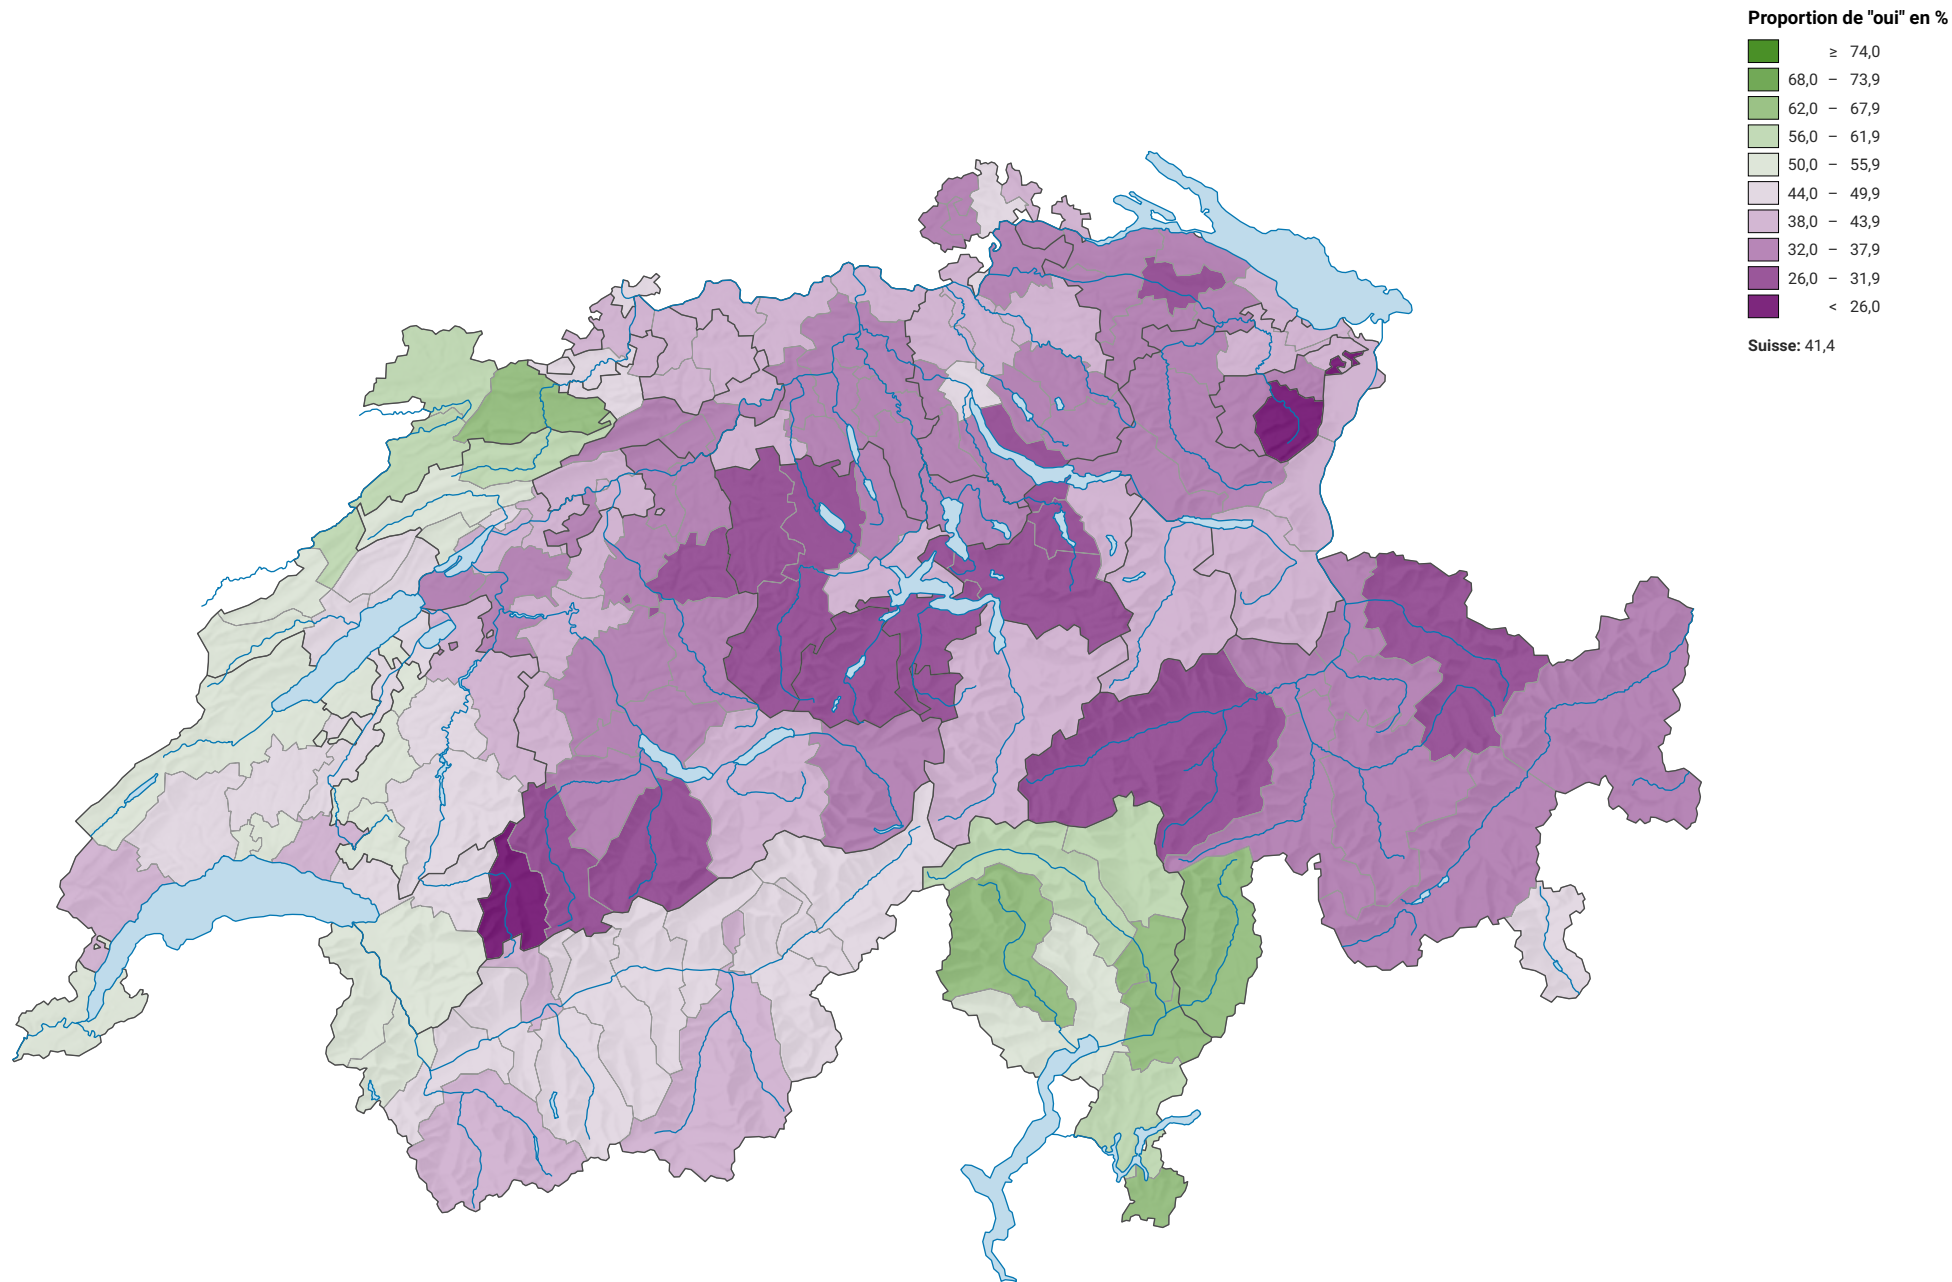 Proportion de "oui" en %
≥ 74,0
68,0 – 73,9
62,0 – 67,9
56,0 – 61,9
50,0 – 55,9
44,0 – 49,9
38,0 – 43,9
32,0 – 37,9
26,0 – 31,9
< 26,0
Suisse: 41,4